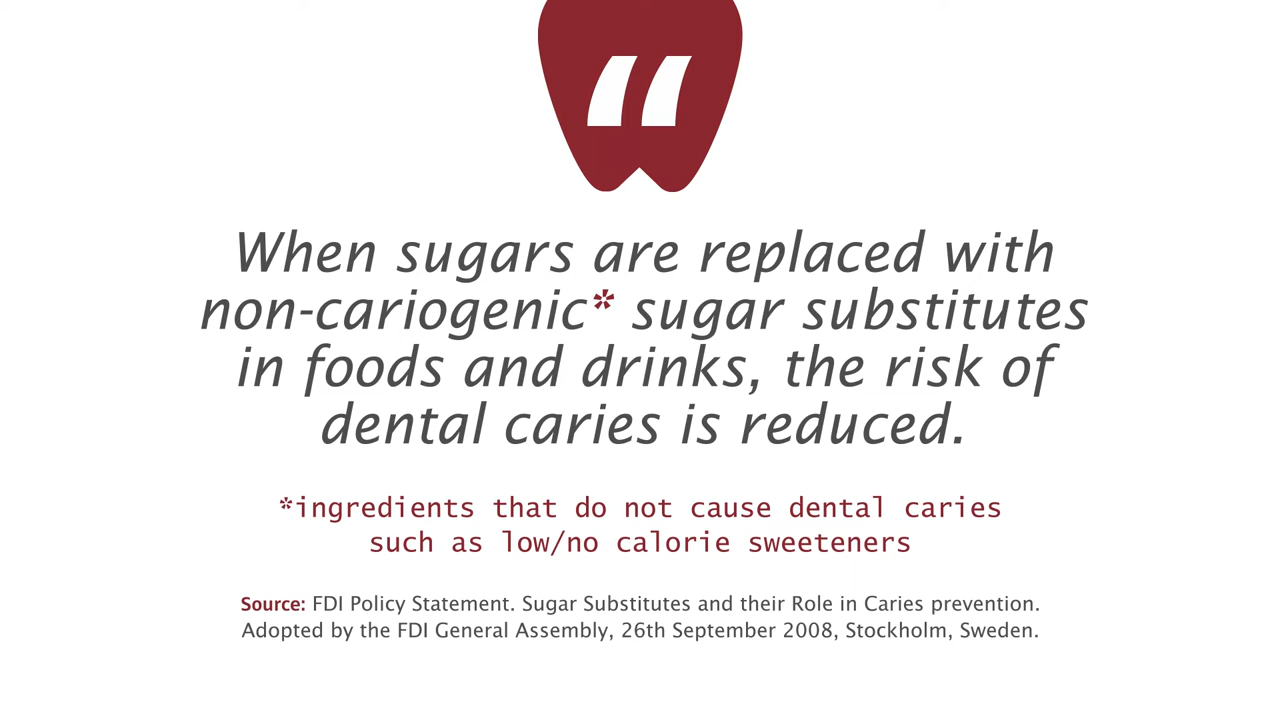 “
When sugars are replaced with
non-cariogenic* sugar substitutes
in foods and drinks, the risk of
dental caries is reduced.
*ingredients that do not cause dental caries
such as low/no calorie sweeteners
Source: FDI Policy Statement. Sugar Substitutes and their Role in Caries prevention.
Adopted by the FDI General Assembly, 26th September 2008, Stockholm, Sweden.